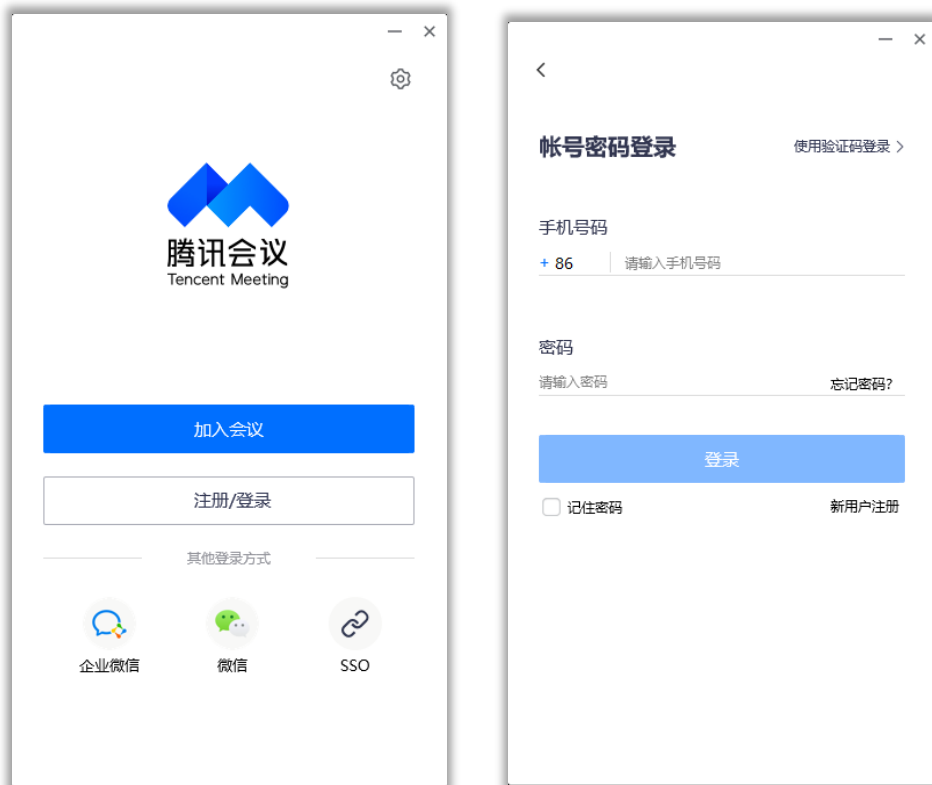 腾讯会议
Tencent Meeting
加入会议
注册/登录
其他登录方式
企业微信
微信
SSO
帐号密码登录
使用验证码登录 >
手机号码
+ 86
请输入手机号码
密码
请输入密码
忘记密码?
登录
记住密码
新用户注册